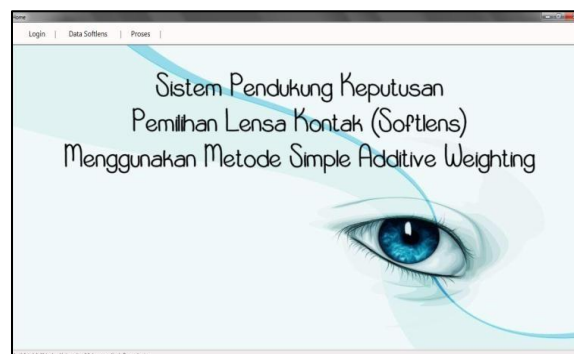 Home
Login | Data Softlens | Proses |
Sistem Pendukung Keputusan
Pemilihan Lensa Kontak (Softlens)
Menggunakan Metode Simple Additive Weighting